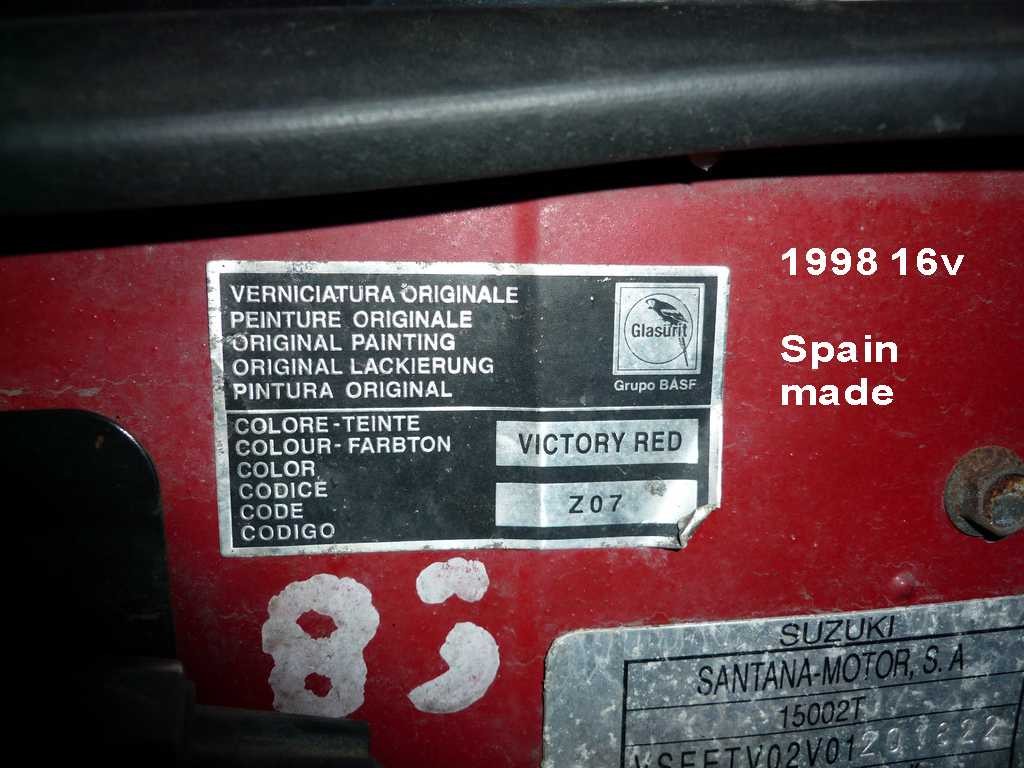 1998 16v
Spain
made
VERNICIATURA ORIGINALE
PEINTURE ORIGINALE
ORIGINAL PAINTING
ORIGINAL LACKIERUNG
PINTURA ORIGINAL
Glasurit
Grupo BASF
COLORE-TEINTE
COLOUR-FARBTON
COLOR
CODICE
CODE
CODIGO
VICTORY RED
Z07
8
SUZUKI
SANTANA-MOTOR, S.A
15002T